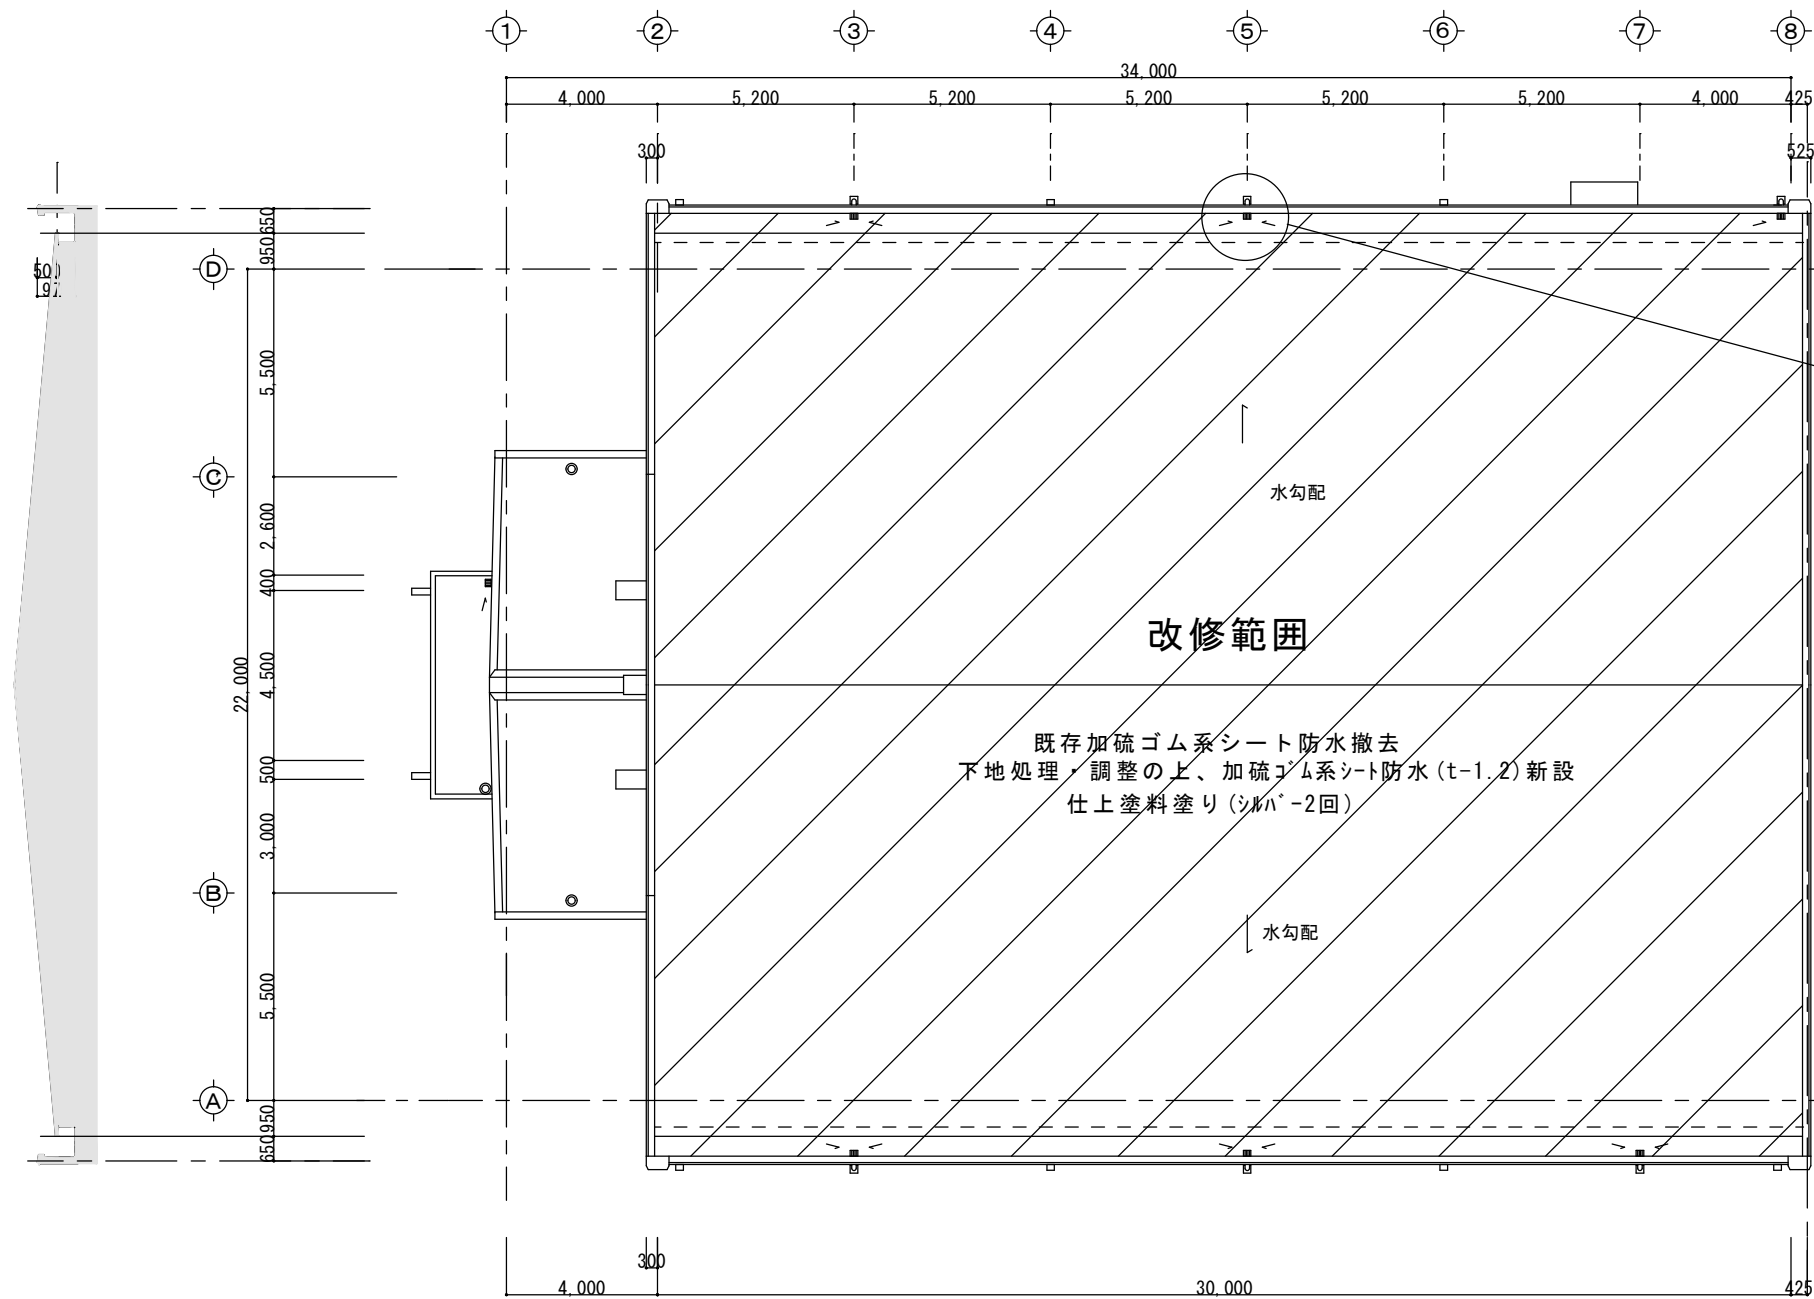 1 2 3 4 5 6 7 8
34,000
4,000 5,200 5,200 5,200 5,200 5,200 4,000 425
300 525
650
950
D
500
5,500
C
2,600
400
22,000
4,500
500
3,000
B
5,500
A
950
650
水勾配
改修範囲
既存加硫ゴム系シート防水撤去
下地処理・調整の上、加硫ｺﾞﾑ系ｼｰﾄ防水(t-1.2)新設
仕上塗料塗り(ｼﾙﾊﾞｰ2回)
水勾配
300
4,000 30,000 425